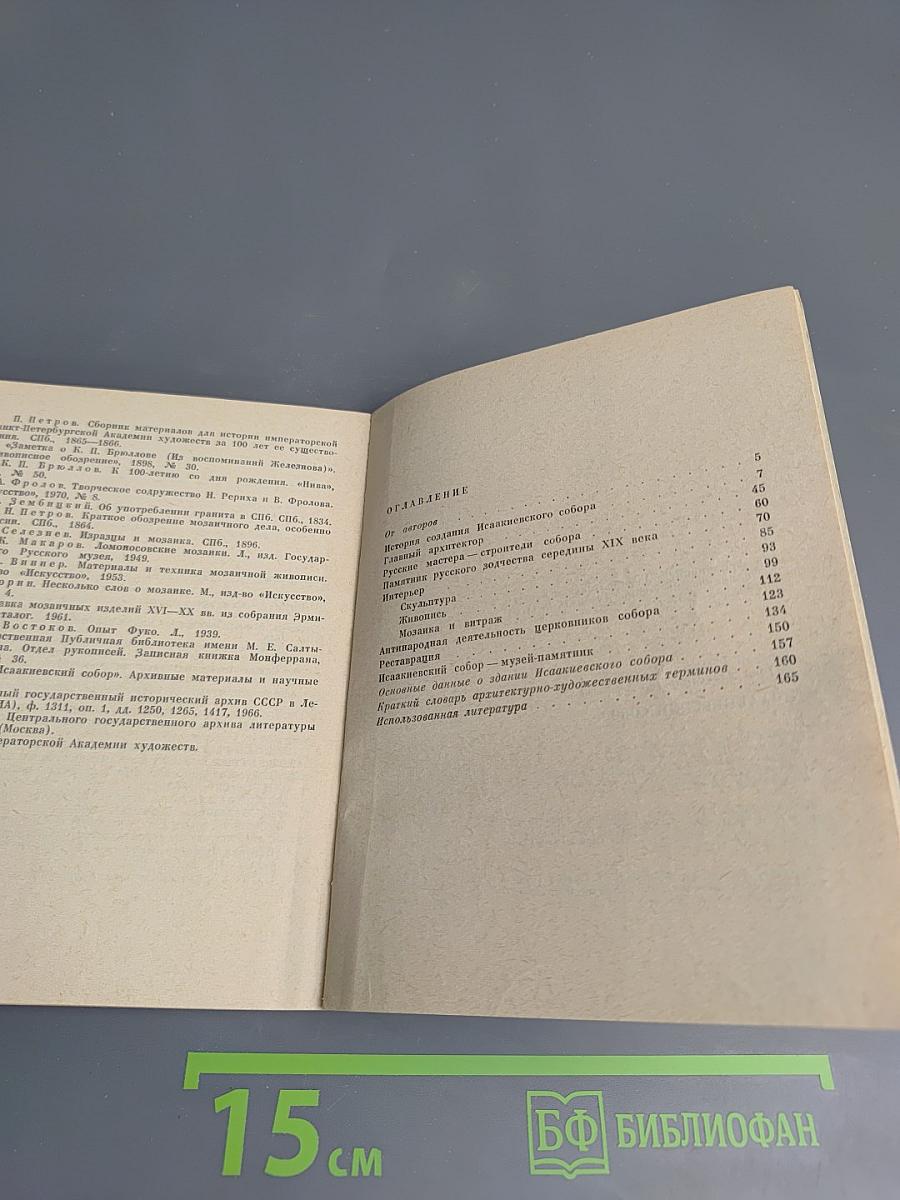 П. Петров. Сборник материалов для истории императорской
нкт-Петербургской Академии художеств за 100 лет ее существо-
ния. СПб., 1865—1866.
«Заметка о К. П. Брюллове (Из воспоминаний Железнова)».
ивописное обозрение», 1898, № 30.
К. П. Брюллов. К 100-летию со дня рождения. «Нива»,
№ 50.
А. Фролов. Творческое содружество Н. Рериха и В. Фролова.
усство», 1970, № 8.
Зембицкий. Об употреблении гранита в СПб. СПб., 1834.
Н. Петров. Краткое обозрение мозаичного дела, особенно
сии. СПб., 1864.
Селезнев. Изразцы и мозаика. СПб., 1896.
К. Макаров. Ломоносовские мозаики. Л., изд. Государ-
го Русского музея, 1949.
Виннер. Материалы и техника мозаичной живописи.
во «Искусство», 1953.
орин. Несколько слов о мозаике. М., изд-во «Искусство»,
4.
авка мозаичных изделий XVI—XX вв. из собрания Эрми-
талог. 1961.
Востоков. Опыт Фуко. Л., 1939.
рственная Публичная библиотека имени М. Е. Салты-
на. Отдел рукописей. Записная книжка Монферрана,
36.
Исаакиевский собор». Архивные материалы и научные
ный государственный исторический архив СССР в Ле-
НА), ф. 1311, оп. 1, дд. 1250, 1265, 1417, 1966.
Центрального государственного архива литературы
(Москва).
ераторской Академии художеств.
ОГЛАВЛЕНИЕ
От авторов 5
История создания Исаакиевского собора 7
Главный архитектор 45
Русские мастера — строители собора 60
Памятник русского зодчества середины XIX века 70
Интерьер 85
Скульптура 93
Живопись 99
Мозаика и витраж 112
Антинародная деятельность церковников собора 123
Реставрация 134
Исаакиевский собор — музей-памятник 150
Основные данные о здании Исаакиевского собора 157
Краткий словарь архитектурно-художественных терминов 160
Использованная литература 165
15 см
БФ БИБЛИОФАН